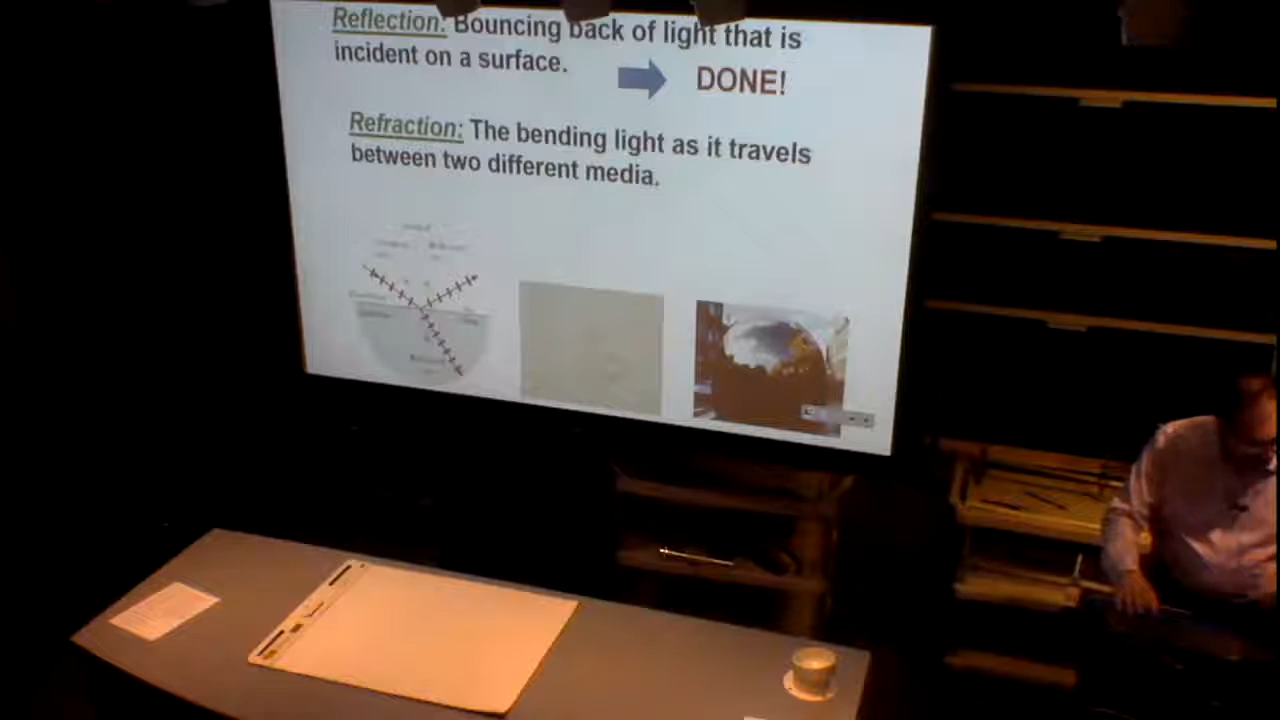 Reflection: Bouncing back of light that is
incident on a surface.
DONE!
Refraction: The bending light as it travels
between two different media.